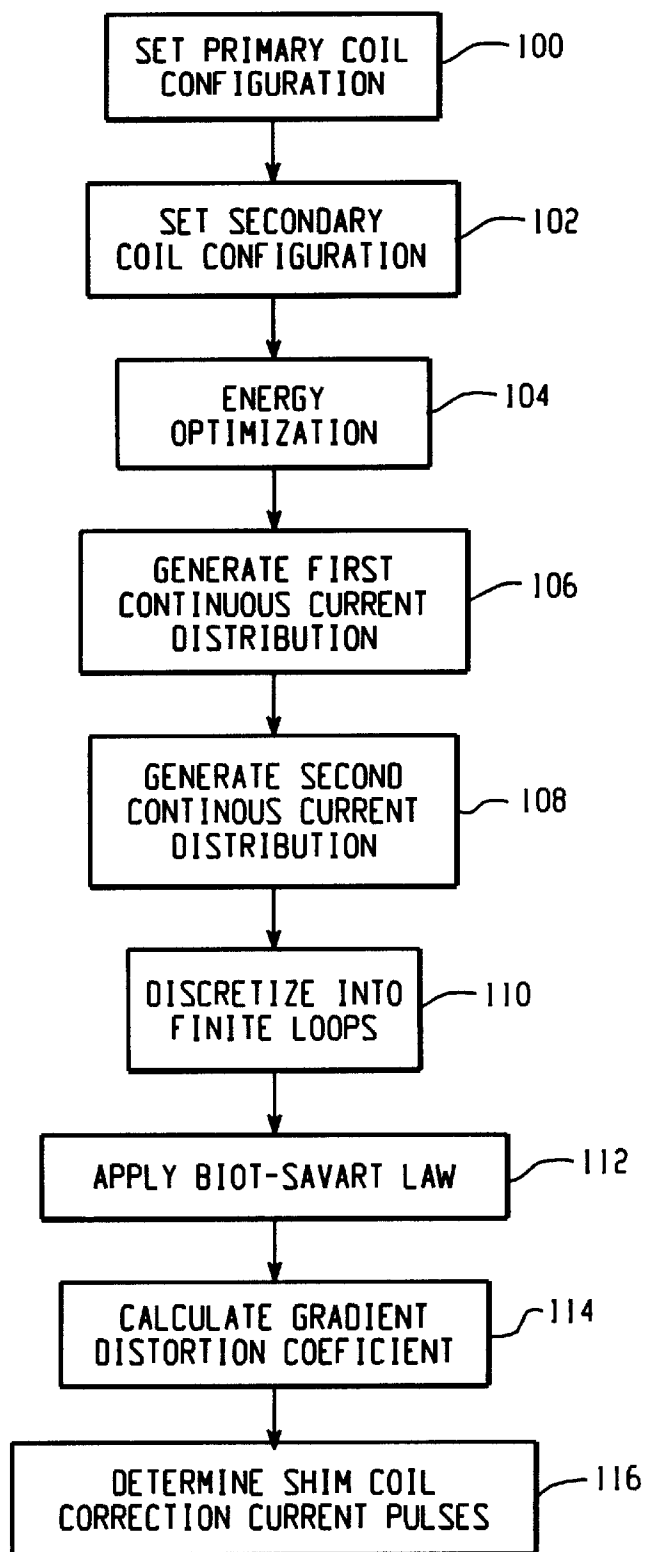 SET PRIMARY COIL
CONFIGURATION
100
SET SECONDARY
COIL CONFIGURATION
102
ENERGY
OPTIMIZATION
104
GENERATE FIRST
CONTINUOUS CURRENT
DISTRIBUTION
106
GENERATE SECOND
CONTINOUS CURRENT
DISTRIBUTION
108
DISCRETIZE INTO
FINITE LOOPS
110
APPLY BIOT-SAVART LAW
112
CALCULATE GRADIENT
DISTORTION COEFICIENT
114
DETERMINE SHIM COIL
CORRECTION CURRENT PULSES
116